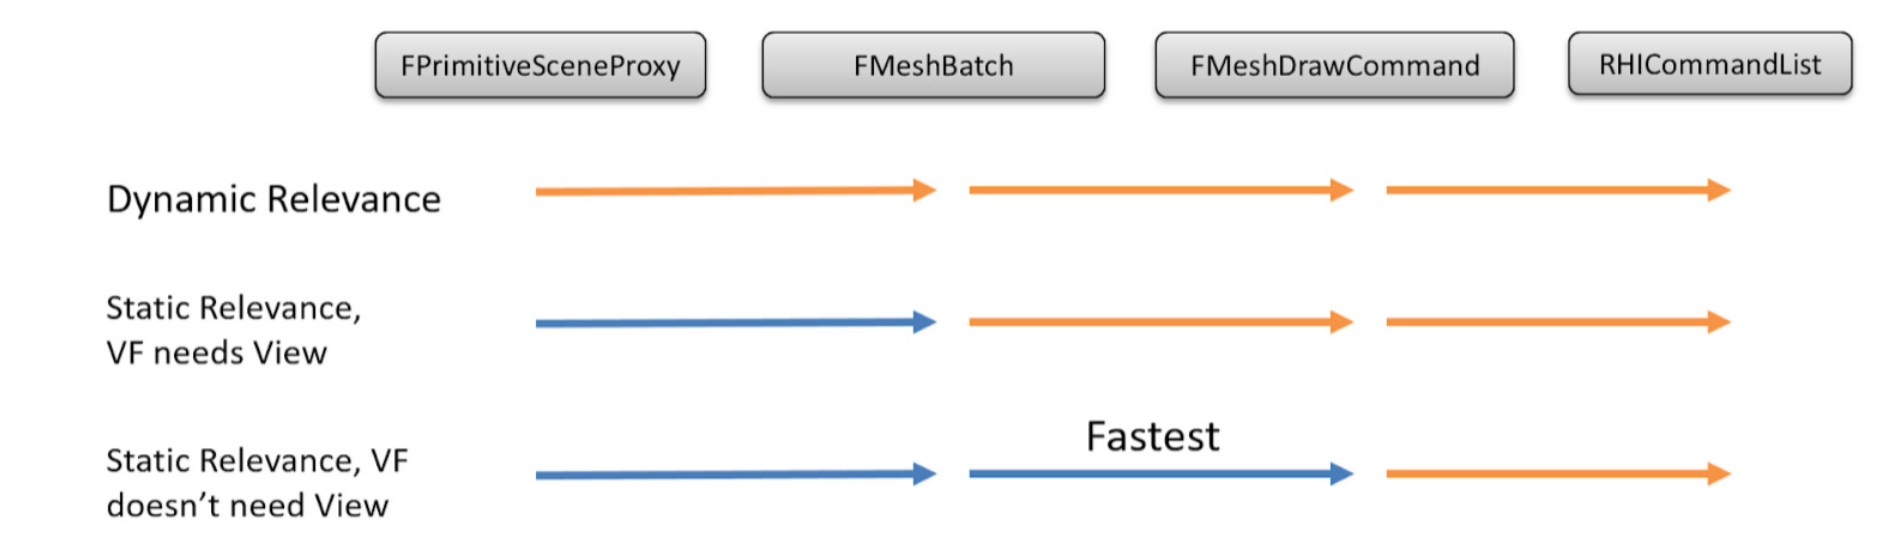 FPrimitiveSceneProxy
FMeshBatch
FMeshDrawCommand
RHICommandList
Dynamic Relevance
Static Relevance,
VF needs View
Fastest
Static Relevance, VF
doesn’t need View